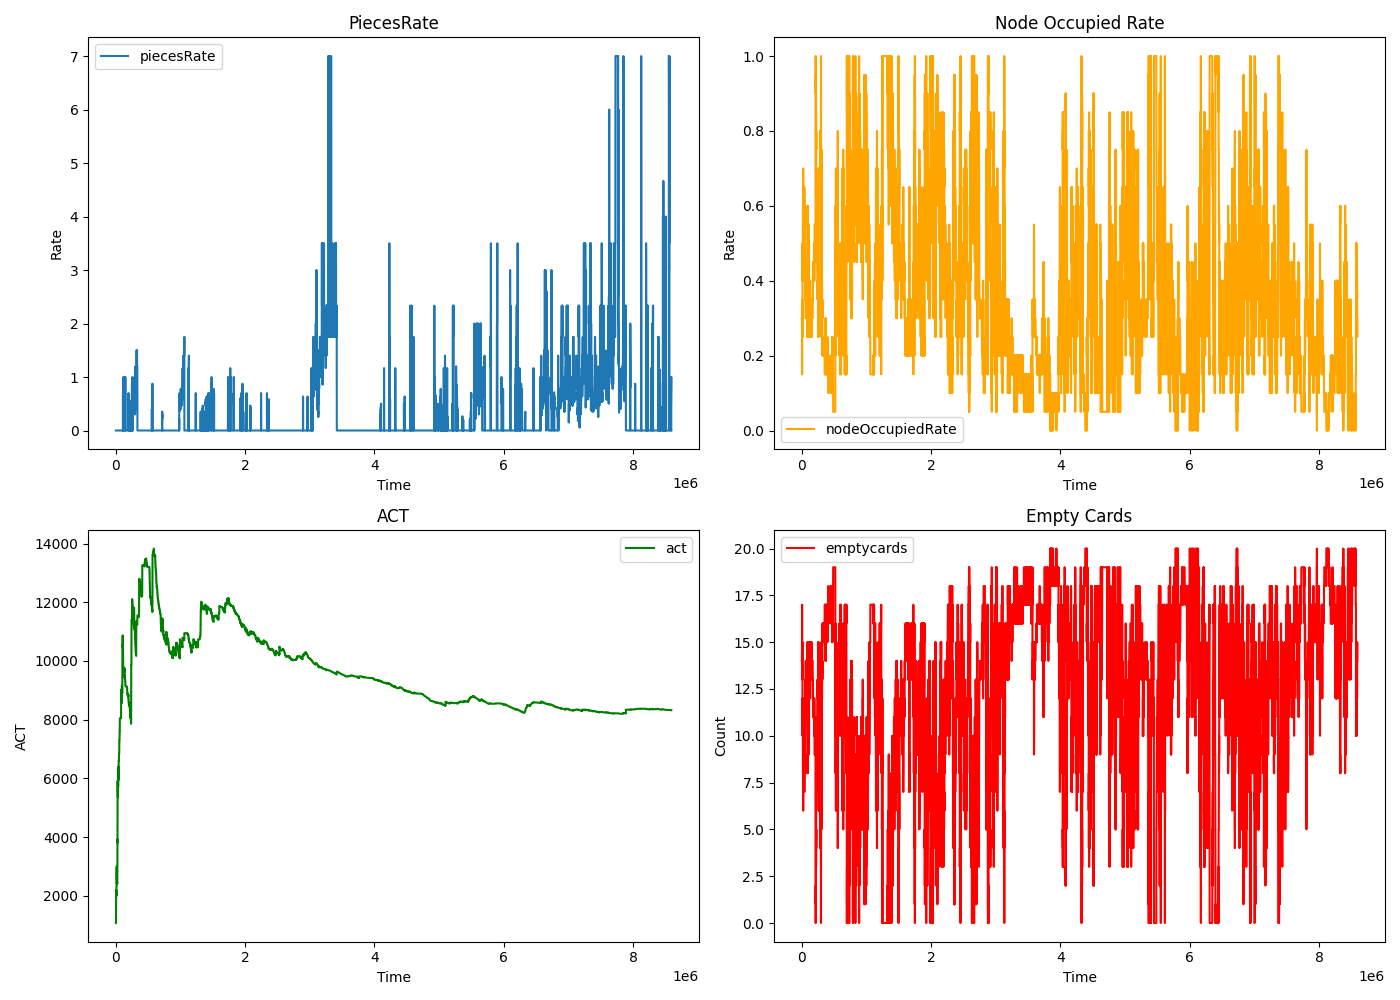 PiecesRate
piecesRate
7
6
5
4
3
2
1
0
Rate
0 2 4 6 8
1e6
Time
Node Occupied Rate
nodeOccupiedRate
1.0
0.8
0.6
0.4
0.2
0.0
Rate
0 2 4 6 8
1e6
Time
ACT
act
14000
12000
10000
8000
6000
4000
2000
ACT
0 2 4 6 8
1e6
Time
Empty Cards
emptycards
20.0
17.5
15.0
12.5
10.0
7.5
5.0
2.5
0.0
Count
0 2 4 6 8
1e6
Time